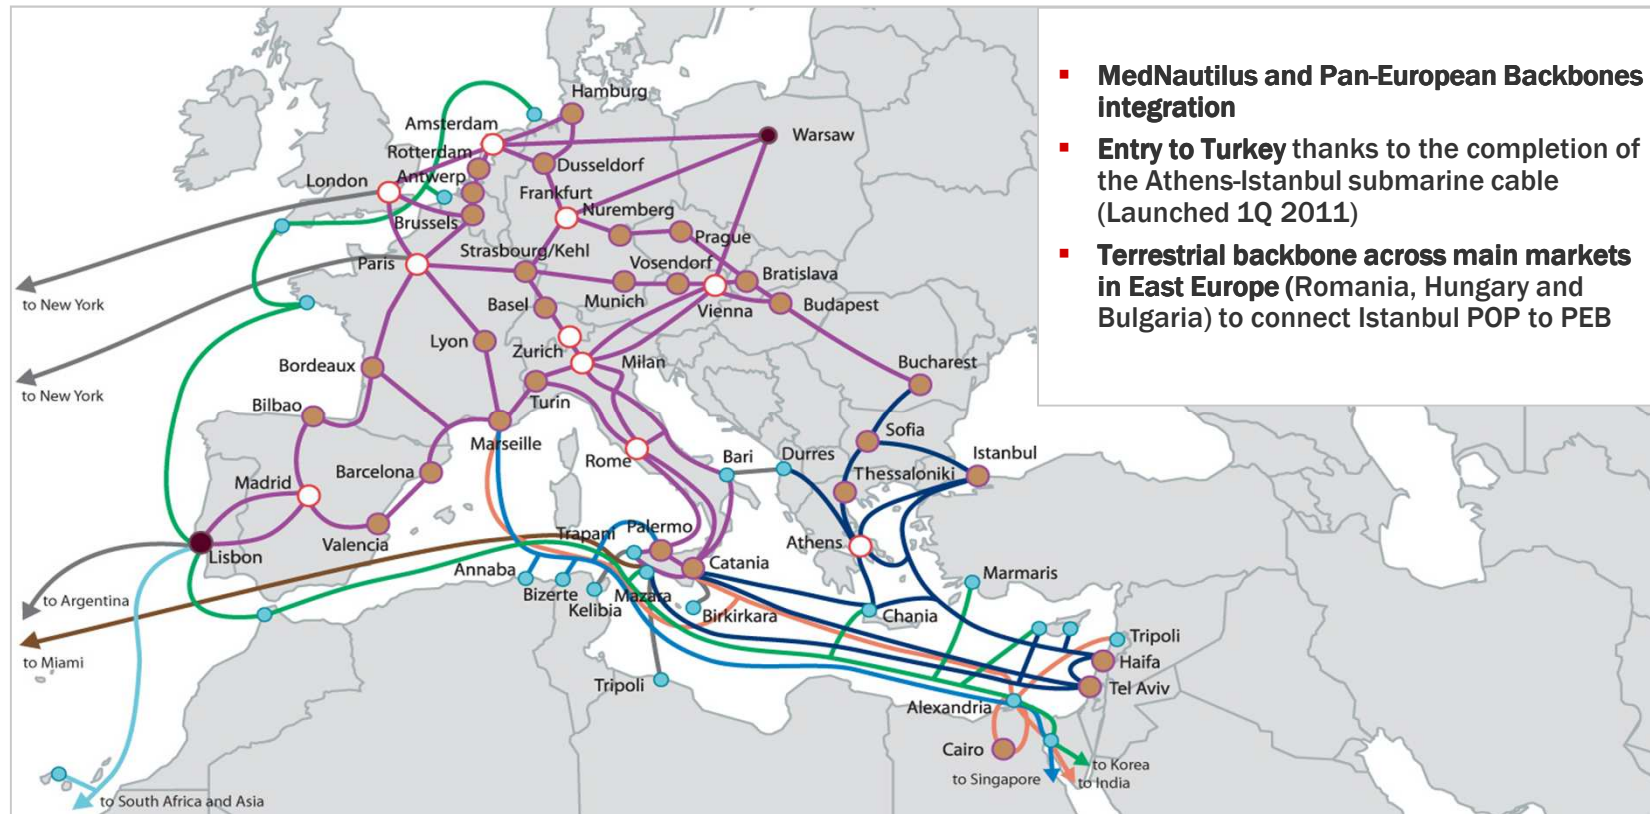 MedNautilus and Pan-European Backbones
integration
Entry to Turkey thanks to the completion of
the Athens-Istanbul submarine cable
(Launched 1Q 2011)
Terrestrial backbone across main markets
in East Europe (Romania, Hungary and
Bulgaria) to connect Istanbul POP to PEB
Hamburg
Amsterdam
Warsaw
Rotterdam
Dusseldorf
London
Antwerp
Frankfurt
Nuremberg
Brussels
Prague
Strasbourg/Kehl
Paris
Vosendorf
Bratislava
to New York
Basel
Munich
Vienna
Budapest
Lyon
Zurich
Milan
Bordeaux
Bucharest
to New York
Bilbao
Turin
Sofia
Marseille
Rome
Bari
Durres
Istanbul
Barcelona
Thessaloniki
Madrid
Valencia
Trapani
Palermo
Athens
Lisbon
Annaba
Catania
Marmaris
Bizerte
Mazara
Kelibia
Birkirkara
Chania
to Argentina
Tripoli
to Miami
Haifa
Tripoli
Tel Aviv
Alexandria
Cairo
to Korea
to Singapore
to India
to South Africa and Asia